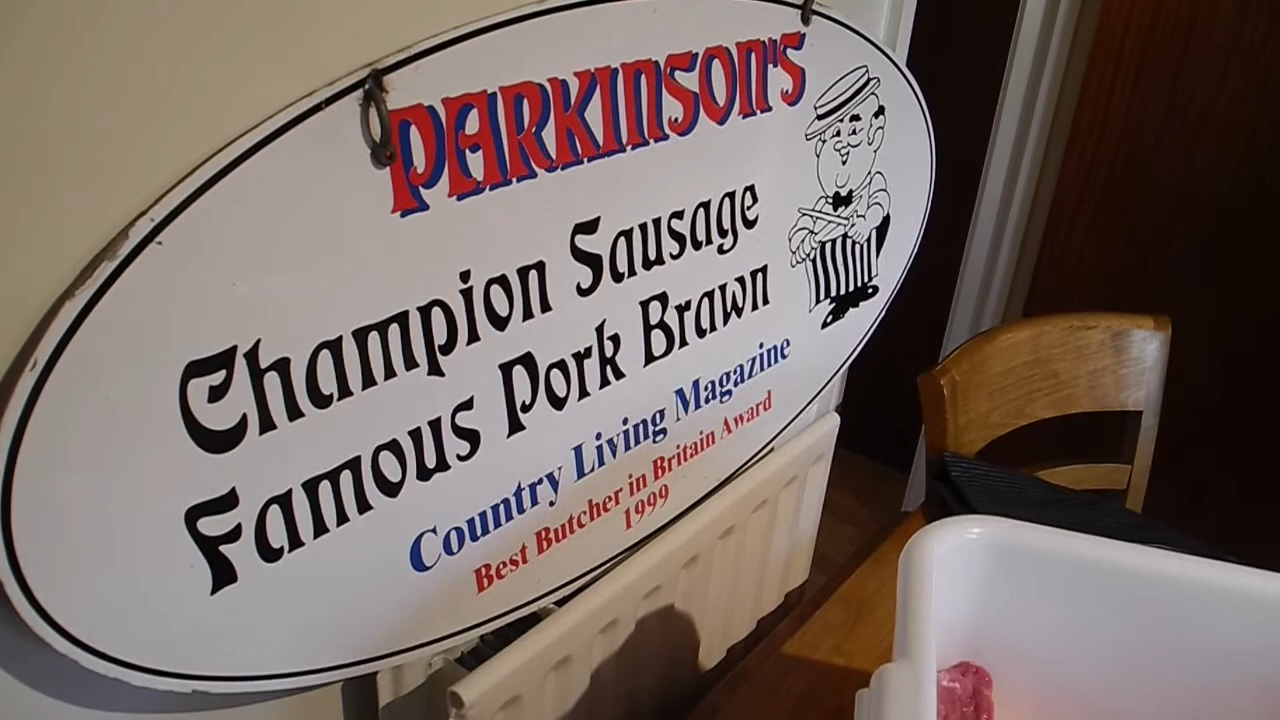 PARKINSON'S
Champion Sausage
Famous Pork Brawn
Country Living Magazine
Best Butcher in Britain Award
1999